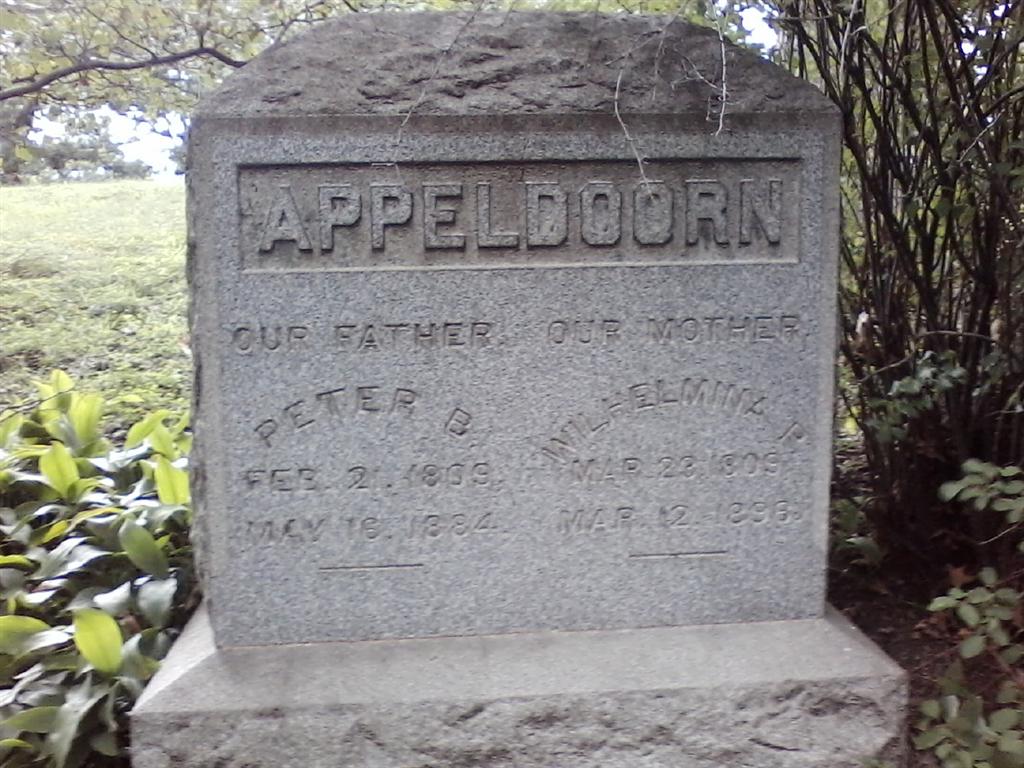 APPELDOORN
OUR FATHER. OUR MOTHER.
PETER B. WILHELMINA P.
FEB. 21. 1809. MAR. 23. 1809.
MAY 16. 1884. MAR. 12. 1896.